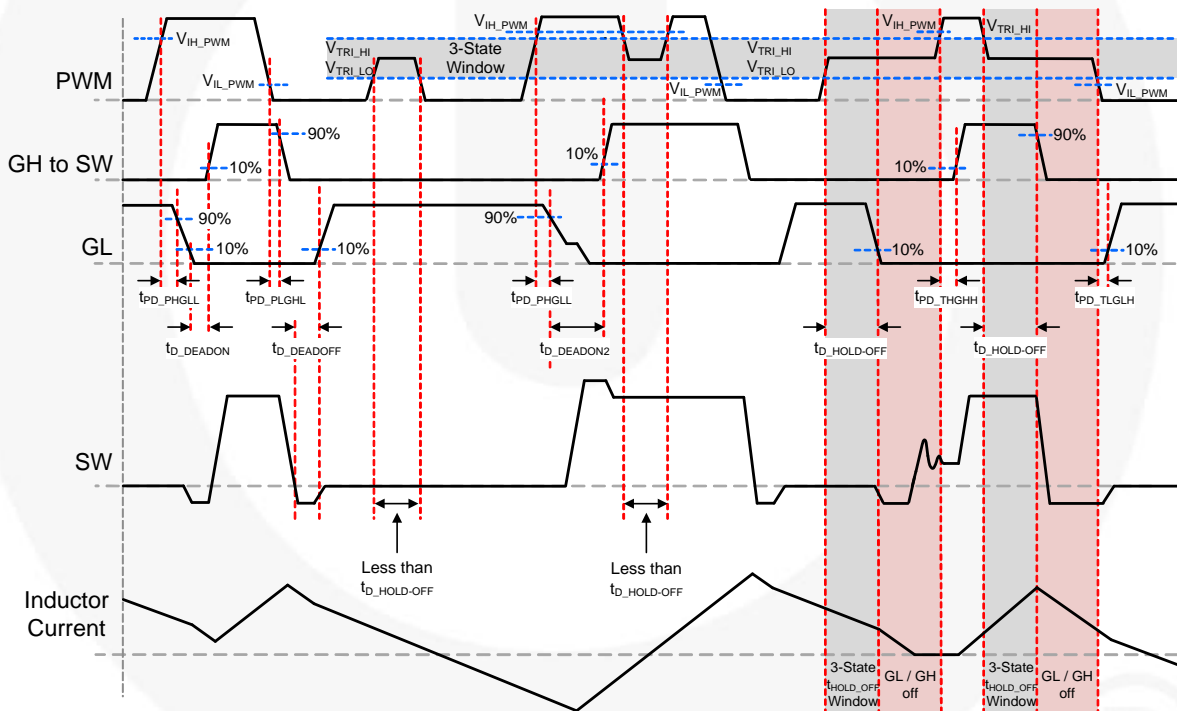 V_IH_PWM
V_IH_PWM
V_IH_PWM
V_TRI_HI
V_TRI_HI
3-State
Window
V_TRI_HI
V_TRI_LO
V_TRI_LO
PWM
V_IL_PWM
V_IL_PWM
V_IL_PWM
90%
90%
GH to SW
10%
10%
10%
GL
90%
90%
10%
10%
10%
10%
t_PD_PHGLL
t_PD_PLGHL
t_PD_PHGLL
t_PD_THGHH
t_PD_TLGLH
t_D_DEADON
t_D_DEADOFF
t_D_DEADON2
t_D_HOLD-OFF
t_D_HOLD-OFF
SW
Less than
t_D_HOLD-OFF
Less than
t_D_HOLD-OFF
Inductor
Current
3-State
t_HOLD_OFF
Window
GL / GH
off
3-State
t_HOLD_OFF
Window
GL / GH
off